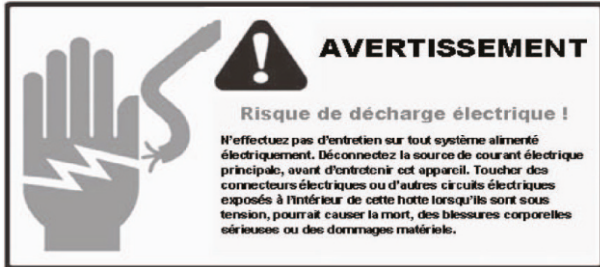 AVERTISSEMENT
Risque de décharge électrique !
N'effectuez pas d'entretien sur tout système alimenté
électriquement. Déconnectez la source de courant électrique
principale, avant d'entretenir cet appareil. Toucher des
connecteurs électriques ou d'autres circuits électriques
exposés à l'intérieur de cette hotte lorsqu'ils sont sous
tension, pourrait causer la mort, des blessures corporelles
sérieuses ou des dommages matériels.